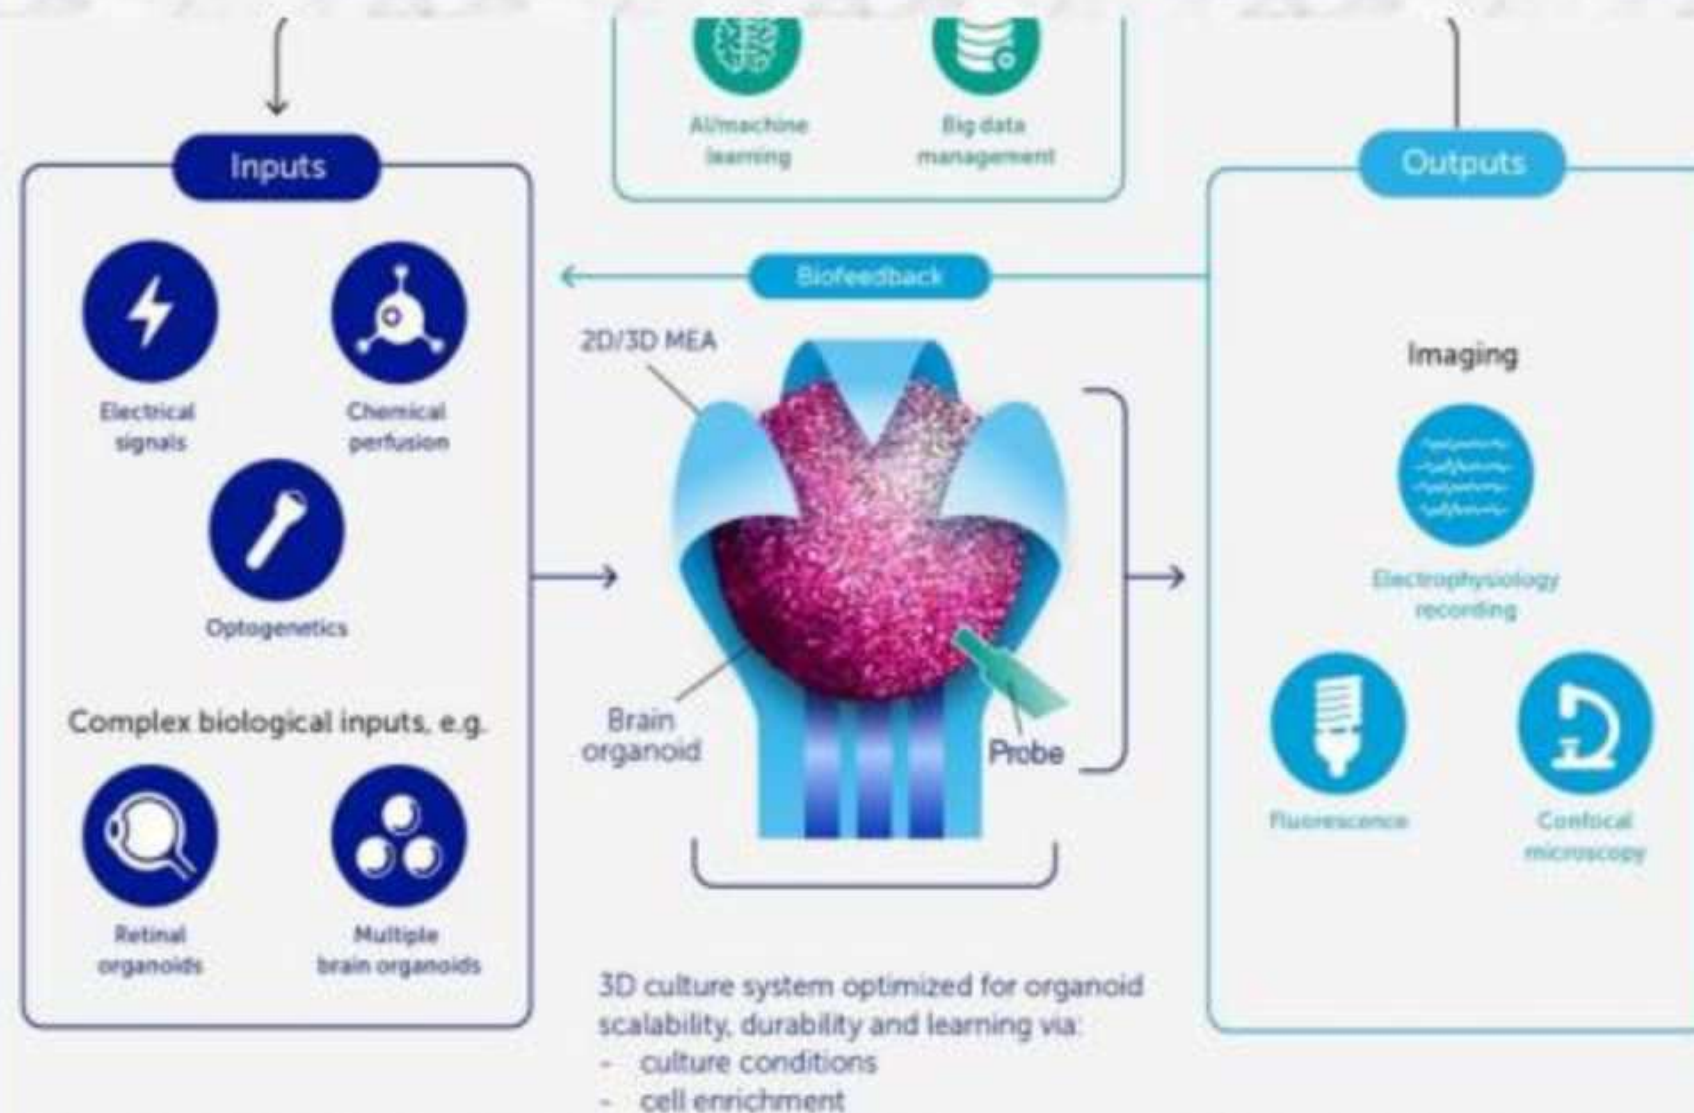 AI/machine
learning
Big data
management
Inputs
Electrical
signals
Chemical
perfusion
Optogenetics
Complex biological inputs, e.g.
Retinal
organoids
Multiple
brain organoids
Biofeedback
2D/3D MEA
Brain
organoid
Probe
3D culture system optimized for organoid
scalability, durability and learning via:
- culture conditions
- cell enrichment
Outputs
Imaging
Electrophysiology
recording
Fluorescence
Confocal
microscopy